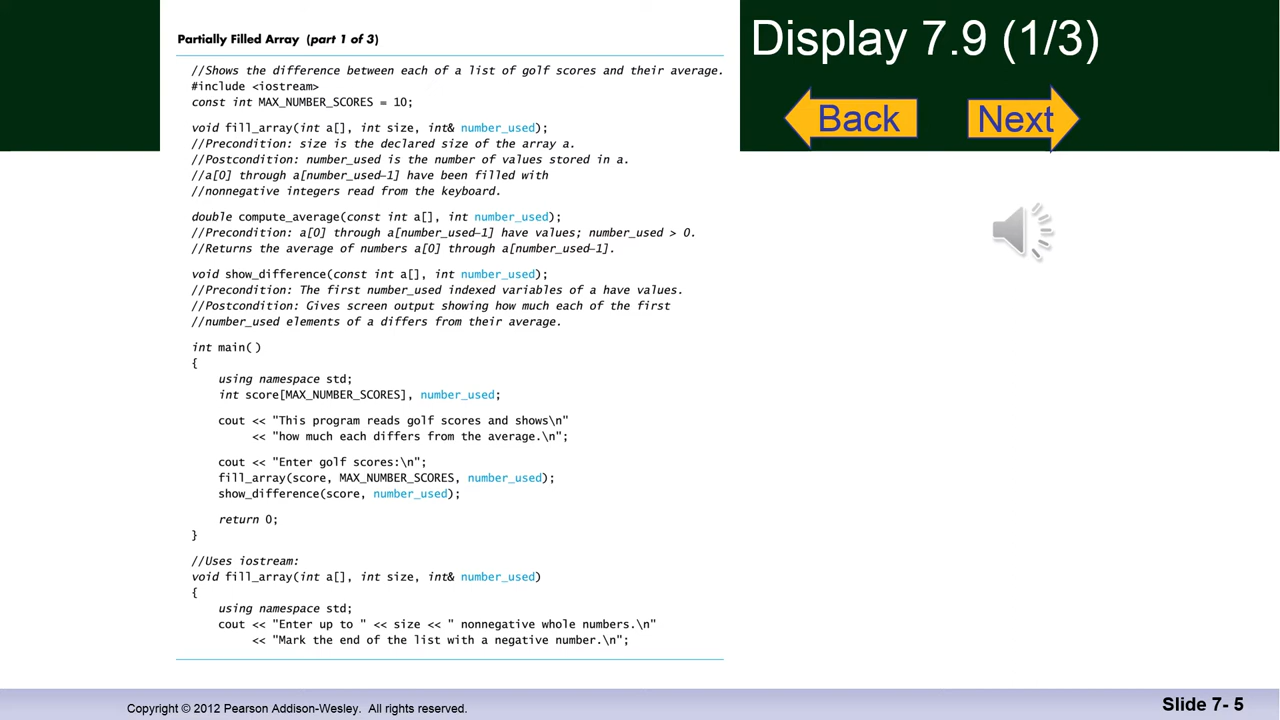 Display 7.9 (1/3)
Back
Next
Partially Filled Array (part 1 of 3)
//Shows the difference between each of a list of golf scores and their average.
#include <iostream>
const int MAX_NUMBER_SCORES = 10;
void fill_array(int a[], int size, int& number_used);
//Precondition: size is the declared size of the array a.
//Postcondition: number_used is the number of values stored in a.
//a[0] through a[number_used–1] have been filled with
//nonnegative integers read from the keyboard.
double compute_average(const int a[], int number_used);
//Precondition: a[0] through a[number_used–1] have values; number_used > 0.
//Returns the average of numbers a[0] through a[number_used–1].
void show_difference(const int a[], int number_used);
//Precondition: The first number_used indexed variables of a have values.
//Postcondition: Gives screen output showing how much each of the first
//number_used elements of a differs from their average.
int main( )
{
using namespace std;
int score[MAX_NUMBER_SCORES], number_used;
cout << "This program reads golf scores and shows\n"
<< "how much each differs from the average.\n";
cout << "Enter golf scores:\n";
fill_array(score, MAX_NUMBER_SCORES, number_used);
show_difference(score, number_used);
return 0;
}
//Uses iostream:
void fill_array(int a[], int size, int& number_used)
{
using namespace std;
cout << "Enter up to " << size << " nonnegative whole numbers.\n"
<< "Mark the end of the list with a negative number.\n";
Copyright © 2012 Pearson Addison-Wesley. All rights reserved.
Slide 7- 5